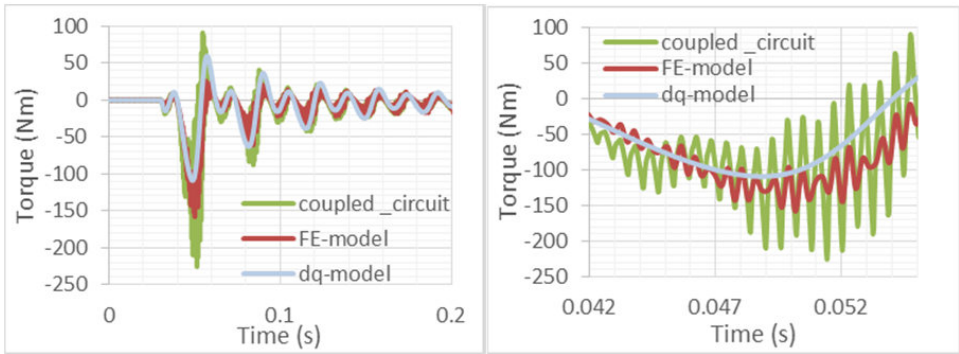 100
50
0
-50
-100
-150
-200
-250
Torque (Nm)
coupled _circuit
FE-model
dq-model
0
0.1
0.2
Time (s)
100
50
0
-50
-100
-150
-200
-250
Torque (Nm)
coupled _circuit
FE-model
dq-model
0.042
0.047
0.052
Time (s)